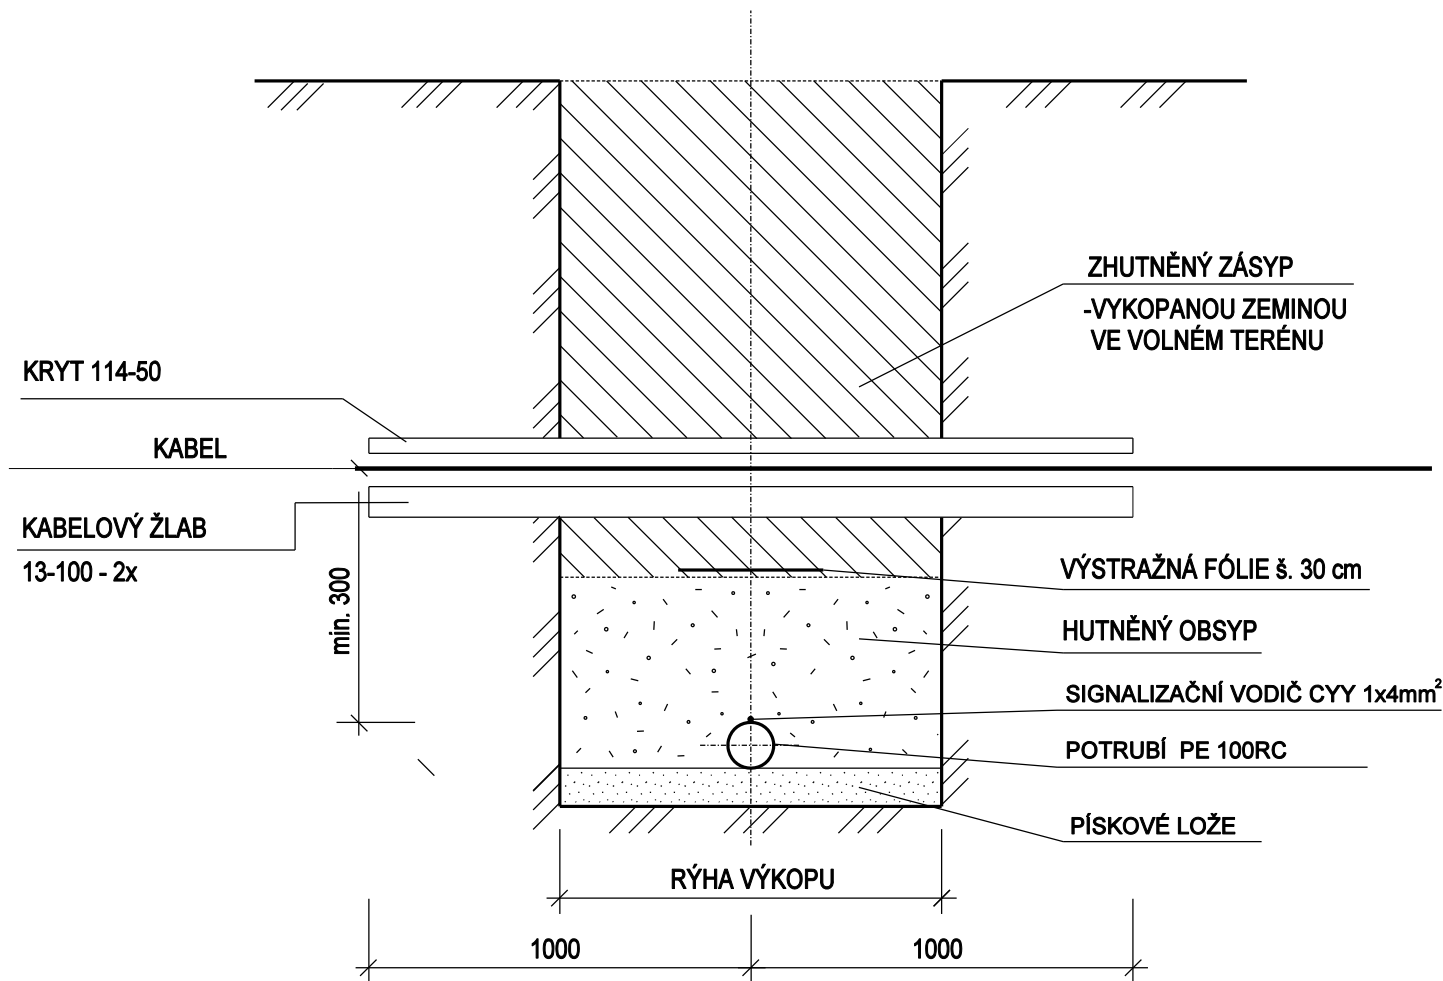 ZHUTNĚNÝ ZÁSYP
-VYKOPANOU ZEMINOU
VE VOLNÉM TERÉNU
KRYT 114-50
KABEL
KABELOVÝ ŽLAB
13-100 - 2x
min. 300
VÝSTRAŽNÁ FÓLIE š. 30 cm
HUTNĚNÝ OBSYP
SIGNALIZAČNÍ VODIČ CYY 1x4mm²
POTRUBÍ PE 100RC
PÍSKOVÉ LOŽE
RÝHA VÝKOPU
1000
1000